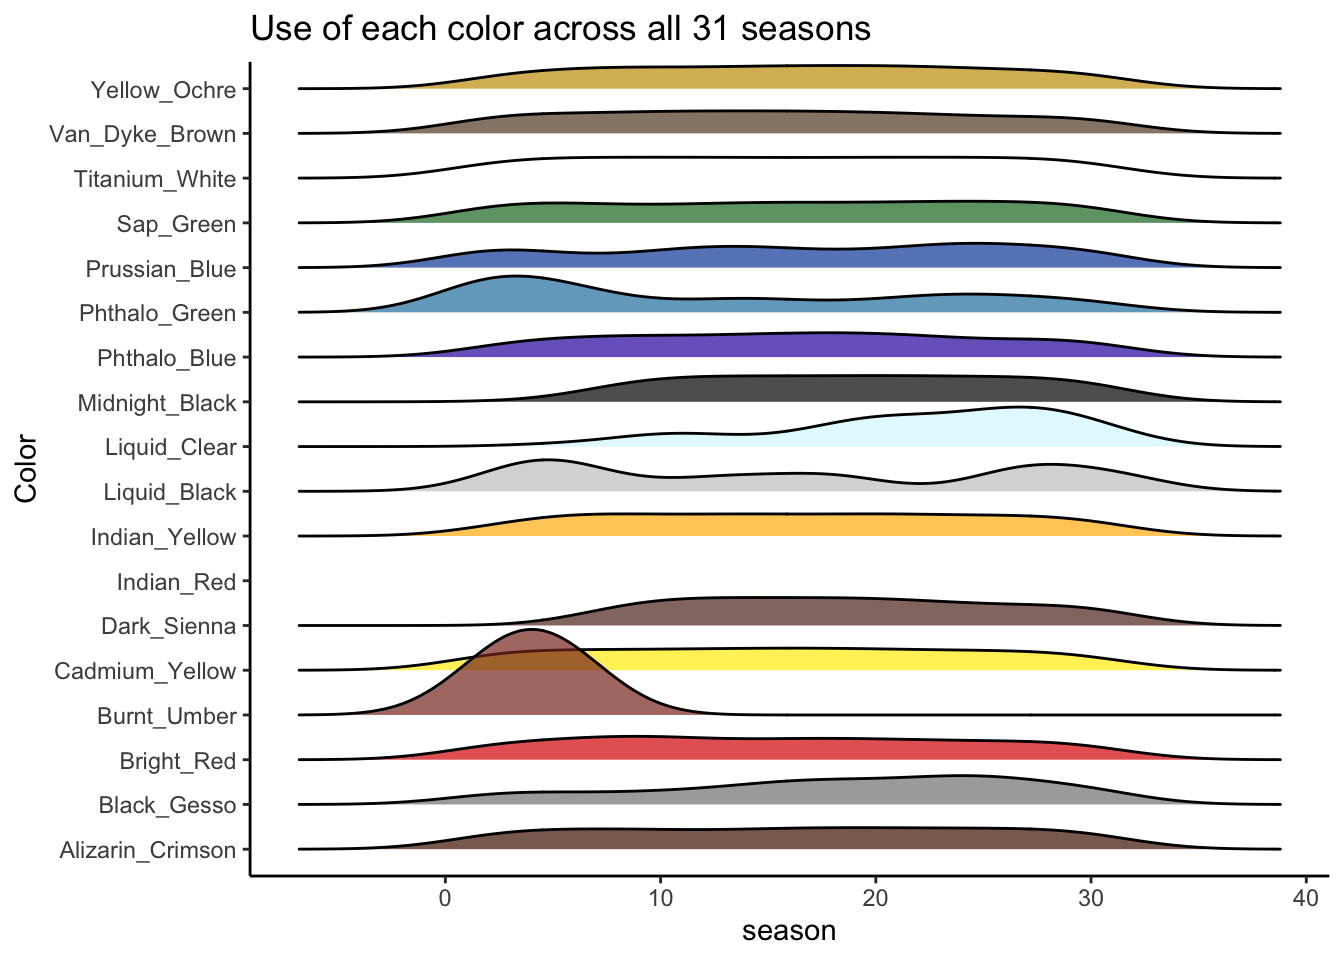 Use of each color across all 31 seasons
Yellow_Ochre
Van_Dyke_Brown
Titanium_White
Sap_Green
Prussian_Blue
Phthalo_Green
Phthalo_Blue
Midnight_Black
Liquid_Clear
Liquid_Black
Indian_Yellow
Indian_Red
Dark_Sienna
Cadmium_Yellow
Burnt_Umber
Bright_Red
Black_Gesso
Alizarin_Crimson
Color
0 10 20 30 40
season